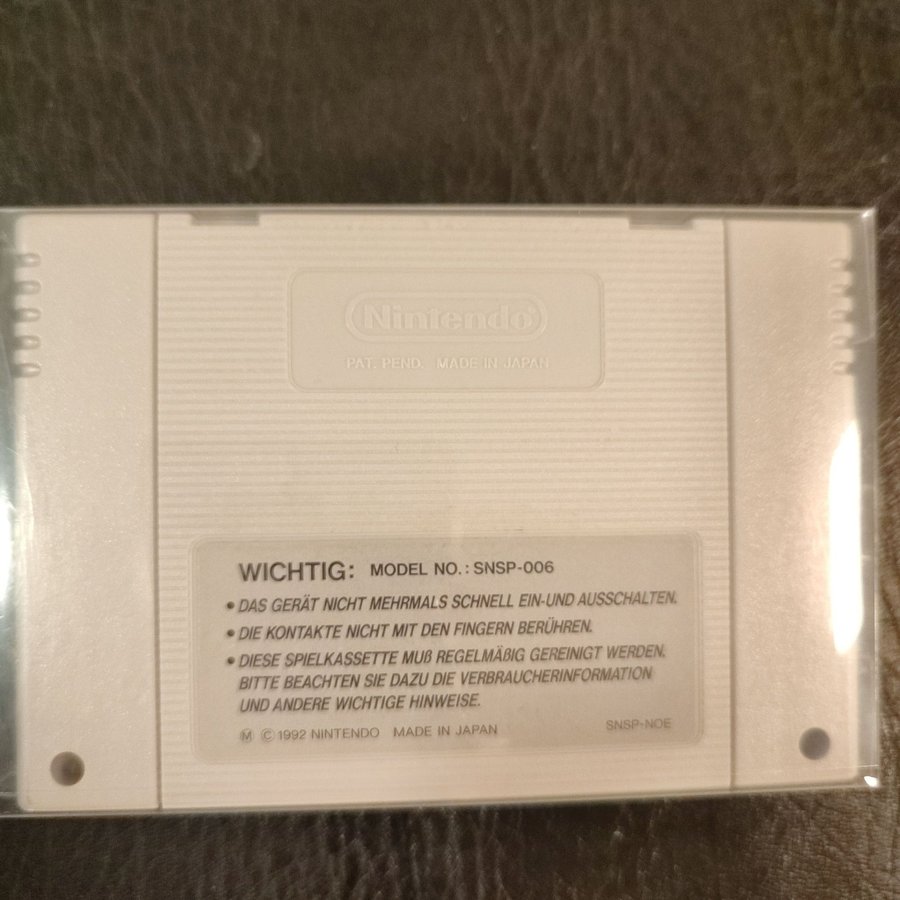 Nintendo
PAT. PEND. MADE IN JAPAN
WICHTIG: MODEL NO.: SNSP-006
• DAS GERÄT NICHT MEHRMALS SCHNELL EIN-UND AUSSCHALTEN.
• DIE KONTAKTE NICHT MIT DEN FINGERN BERÜHREN.
• DIESE SPIELKASSETTE MUß REGELMÄßIG GEREINIGT WERDEN.
BITTE BEACHTEN SIE DAZU DIE VERBRAUCHERINFORMATION
UND ANDERE WICHTIGE HINWEISE.
Ⓜ © 1992 NINTENDO MADE IN JAPAN SNSP-NOE